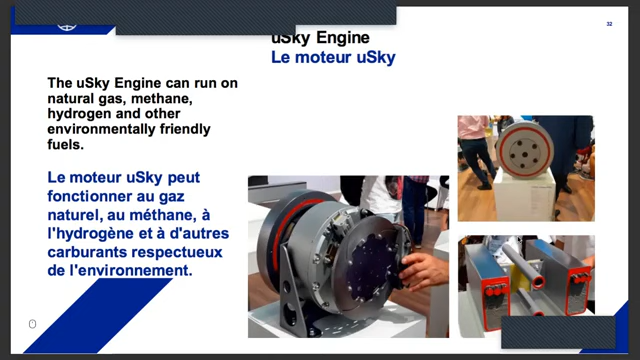 32
uSky Engine
Le moteur uSky
The uSky Engine can run on
natural gas, methane,
hydrogen and other
environmentally friendly
fuels.
Le moteur uSky peut
fonctionner au gaz
naturel, au méthane, à
l'hydrogène et à d'autres
carburants respectueux
de l'environnement.